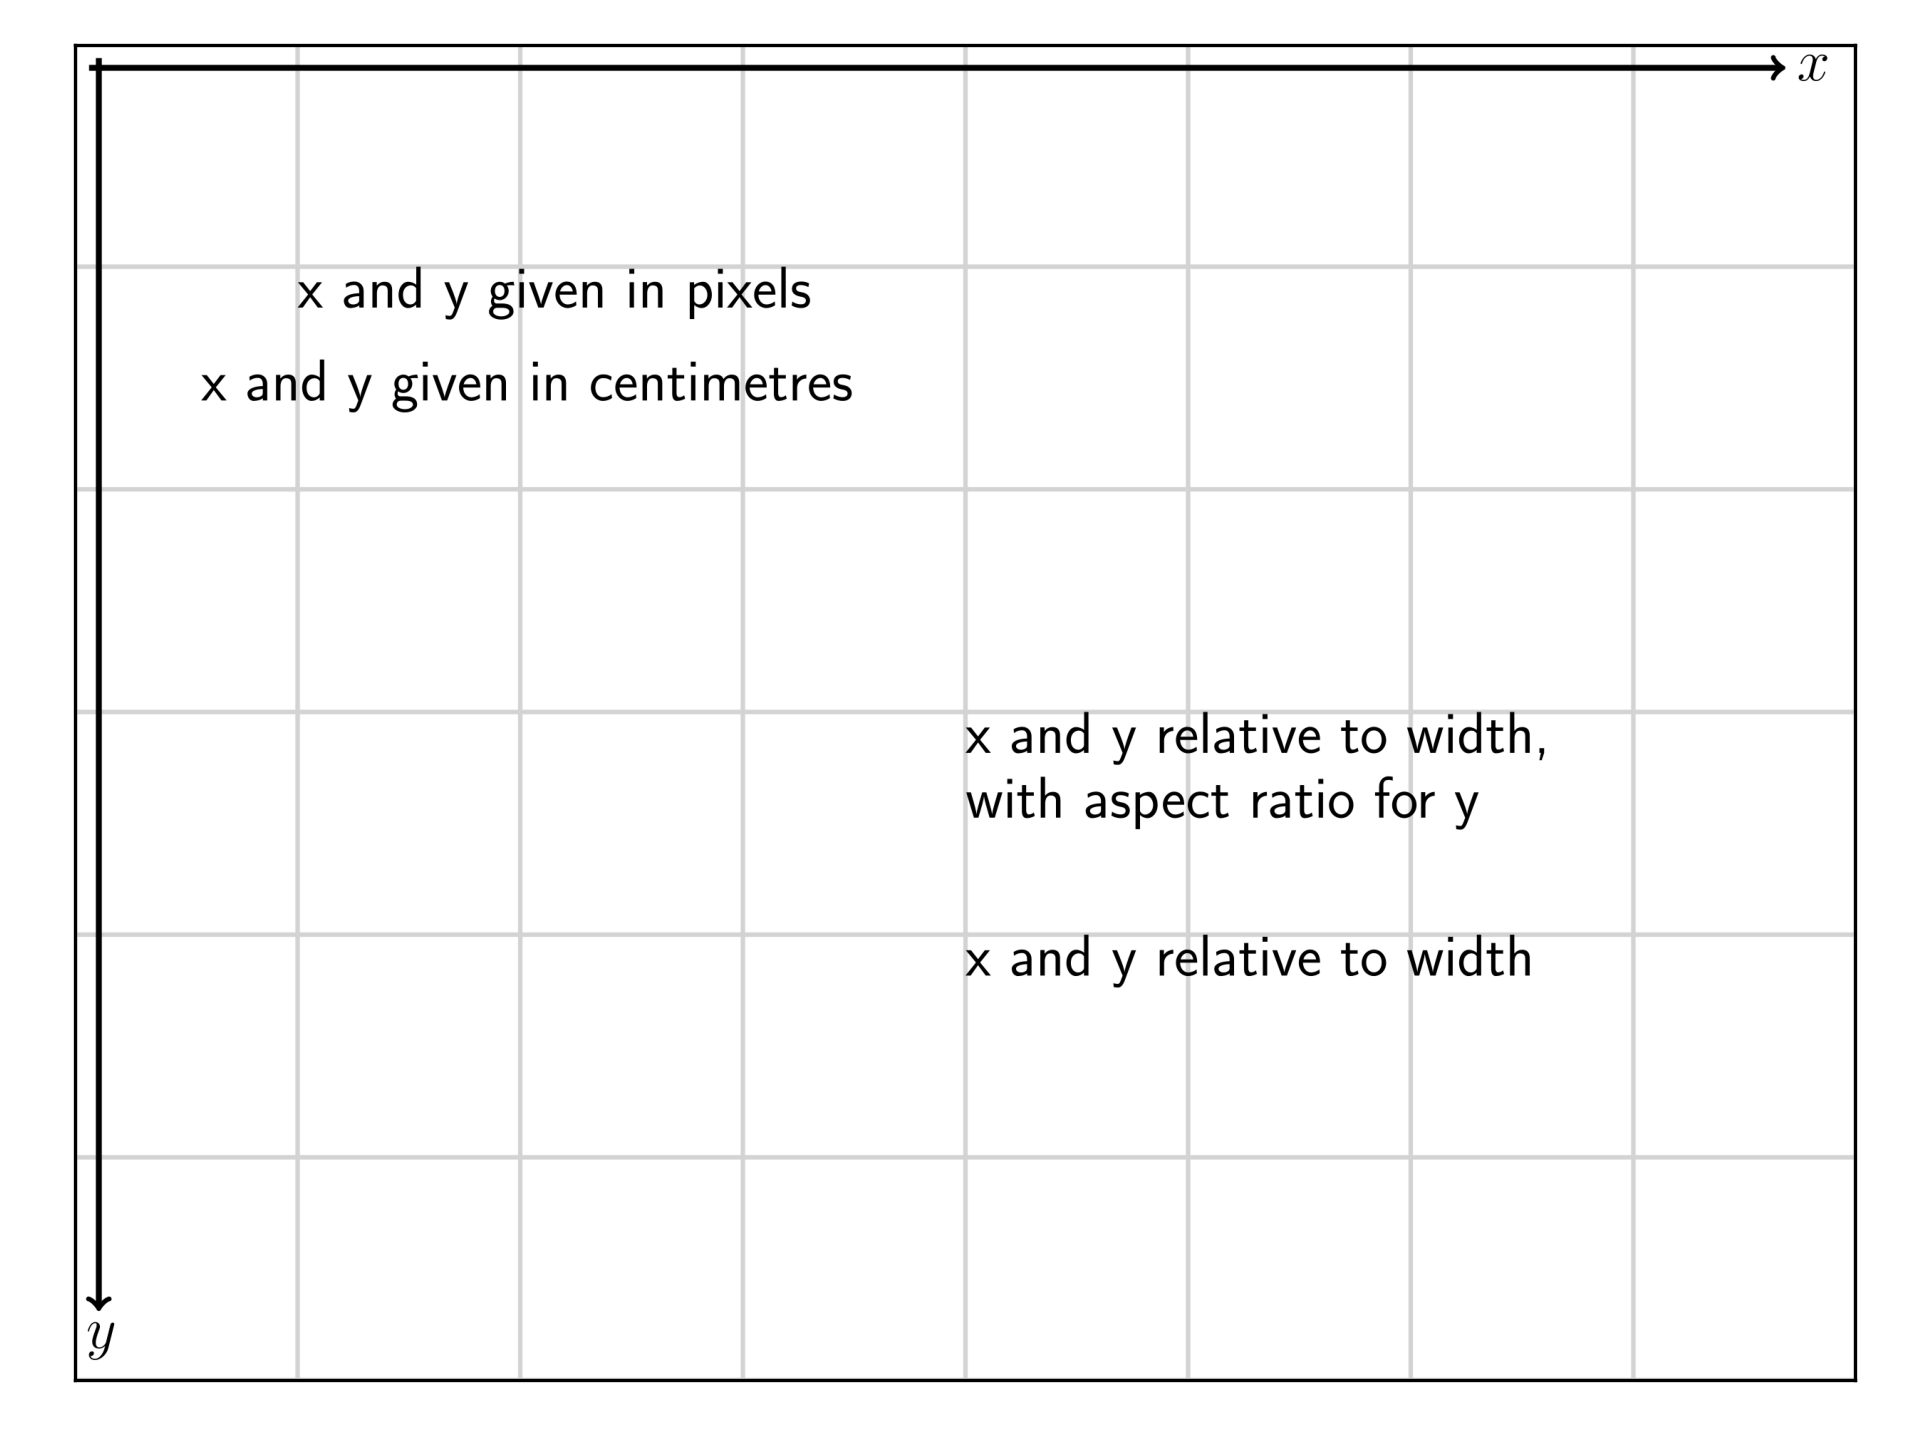 x
x and y given in pixels
x and y given in centimetres
x and y relative to width,
with aspect ratio for y
x and y relative to width
y